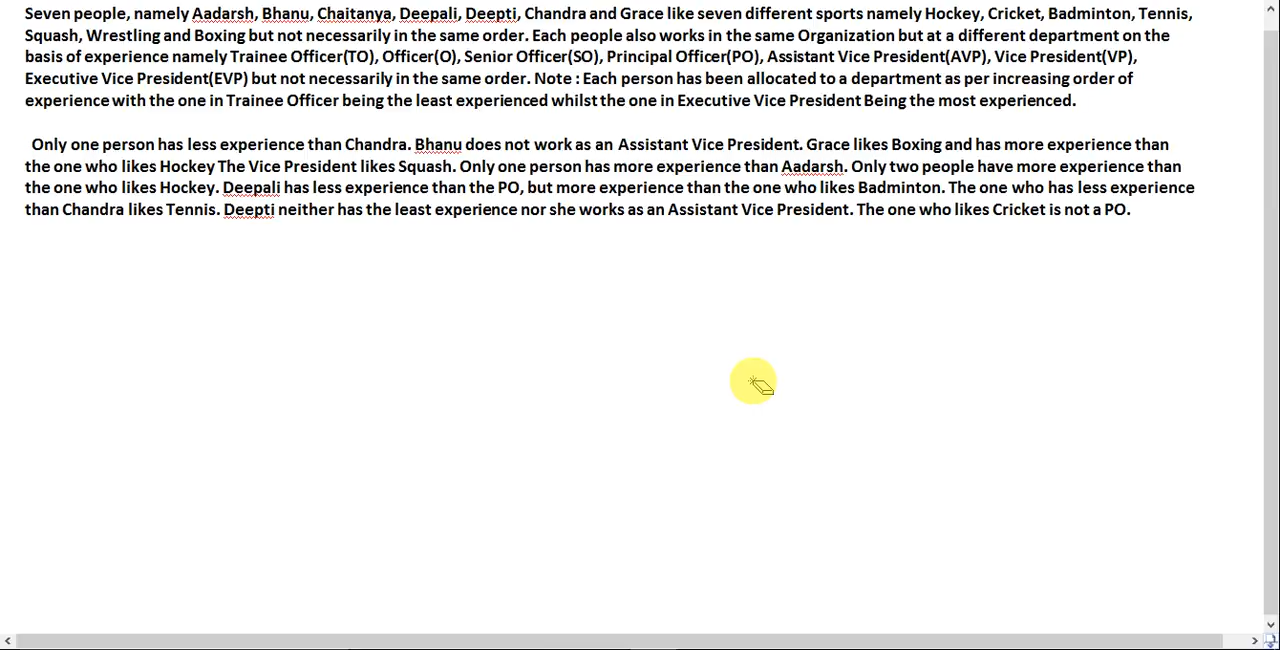 Seven people, namely Aadarsh, Bhanu, Chaitanya, Deepali, Deepti, Chandra and Grace like seven different sports namely Hockey, Cricket, Badminton, Tennis,
Squash, Wrestling and Boxing but not necessarily in the same order. Each people also works in the same Organization but at a different department on the
basis of experience namely Trainee Officer(TO), Officer(O), Senior Officer(SO), Principal Officer(PO), Assistant Vice President(AVP), Vice President(VP),
Executive Vice President(EVP) but not necessarily in the same order. Note : Each person has been allocated to a department as per increasing order of
experience with the one in Trainee Officer being the least experienced whilst the one in Executive Vice President Being the most experienced.
Only one person has less experience than Chandra. Bhanu does not work as an Assistant Vice President. Grace likes Boxing and has more experience than
the one who likes Hockey The Vice President likes Squash. Only one person has more experience than Aadarsh. Only two people have more experience than
the one who likes Hockey. Deepali has less experience than the PO, but more experience than the one who likes Badminton. The one who has less experience
than Chandra likes Tennis. Deepti neither has the least experience nor she works as an Assistant Vice President. The one who likes Cricket is not a PO.